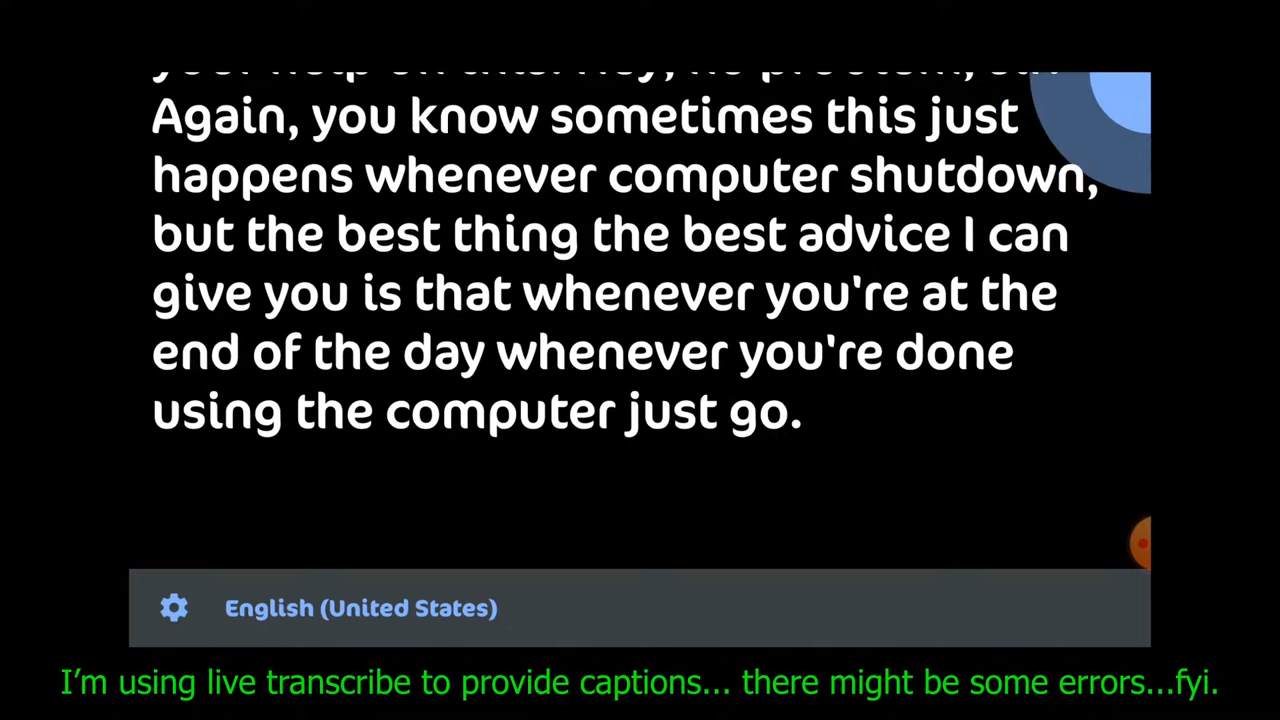 Again, you know sometimes this just
happens whenever computer shutdown,
but the best thing the best advice I can
give you is that whenever you're at the
end of the day whenever you're done
using the computer just go.
English (United States)
I'm using live transcribe to provide captions... there might be some errors...fyi.